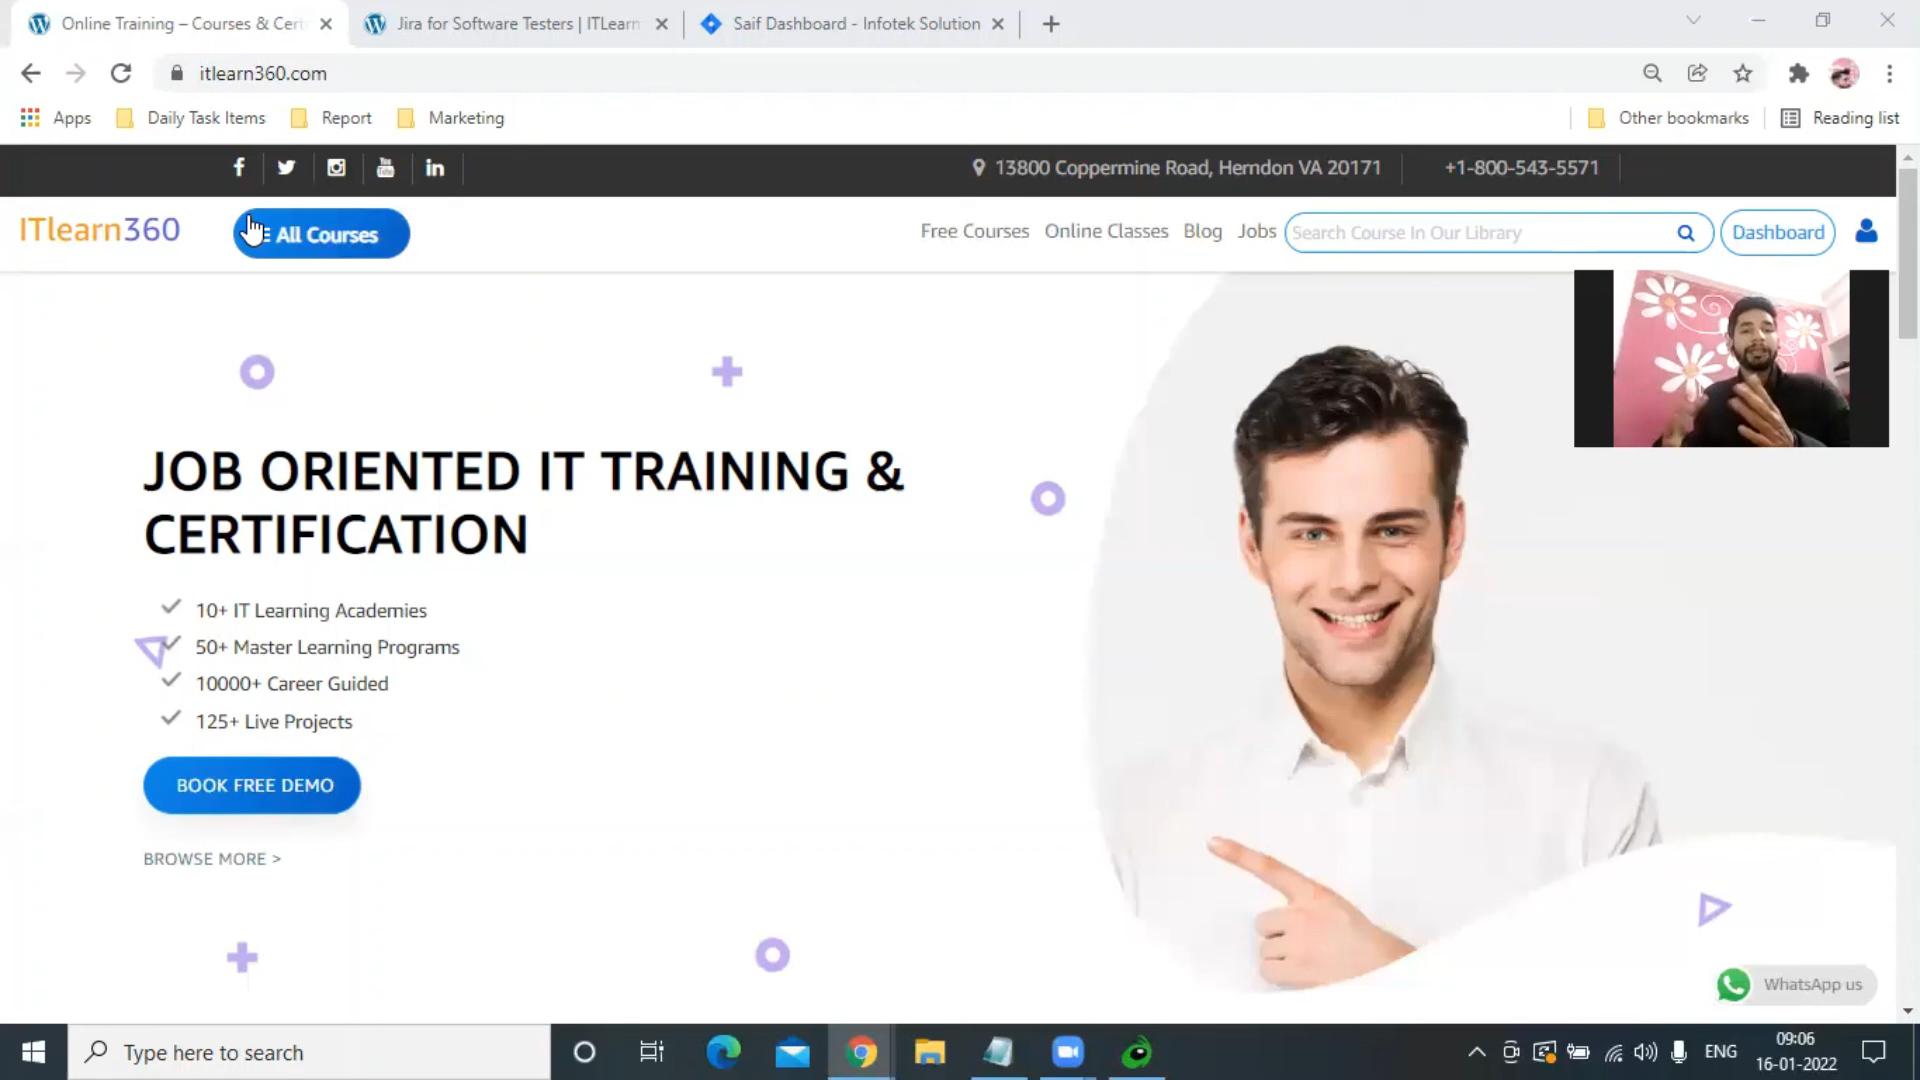 Online Training – Courses & Cert
Jira for Software Testers | ITLearn
Saif Dashboard - Infotek Solution
itlearn360.com
Apps
Daily Task Items
Report
Marketing
Other bookmarks
Reading list
13800 Coppermine Road, Herndon VA 20171
+1-800-543-5571
ITlearn360
All Courses
Free Courses
Online Classes
Blog
Jobs
Search Course In Our Library
Dashboard
JOB ORIENTED IT TRAINING &
CERTIFICATION
10+ IT Learning Academies
50+ Master Learning Programs
10000+ Career Guided
125+ Live Projects
BOOK FREE DEMO
BROWSE MORE >
WhatsApp us
Type here to search
ENG
09:06
16-01-2022